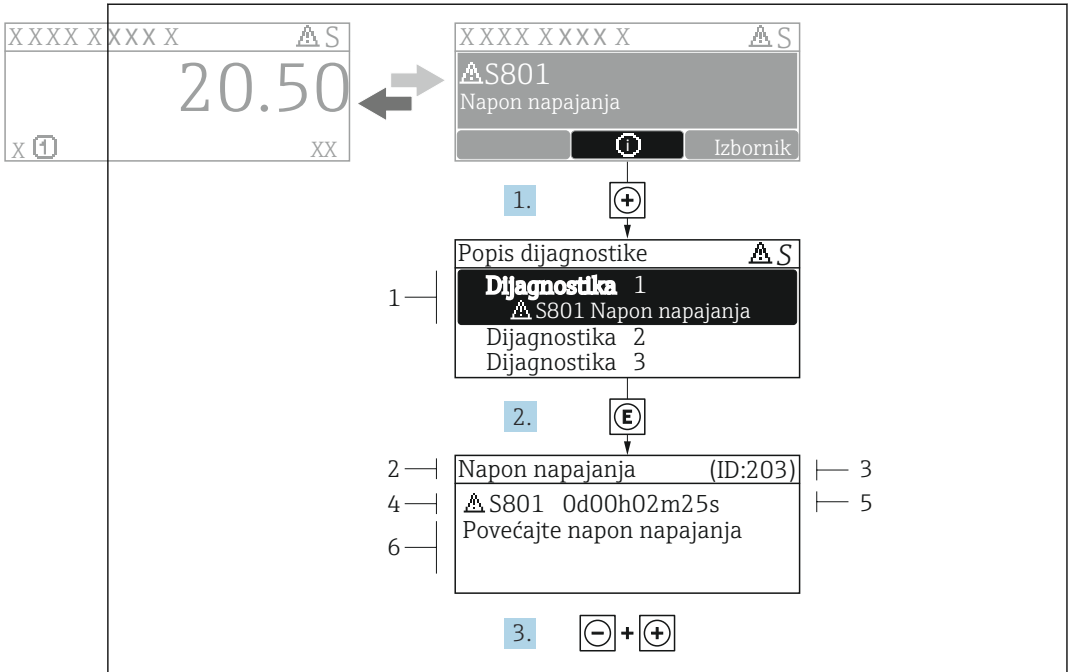 XXXX XXXX X ⚠S
20.50
X ① XX
XXXX XXXX X ⚠S
⚠S801
Napon napajanja
ⓘ Izbornik
1. +
Popis dijagnostike ⚠S
1 Dijagnostika 1
⚠S801 Napon napajanja
Dijagnostika 2
Dijagnostika 3
2. E
2 Napon napajanja (ID:203) 3
4 ⚠S801 0d00h02m25s 5
6 Povećajte napon napajanja
3. - + +